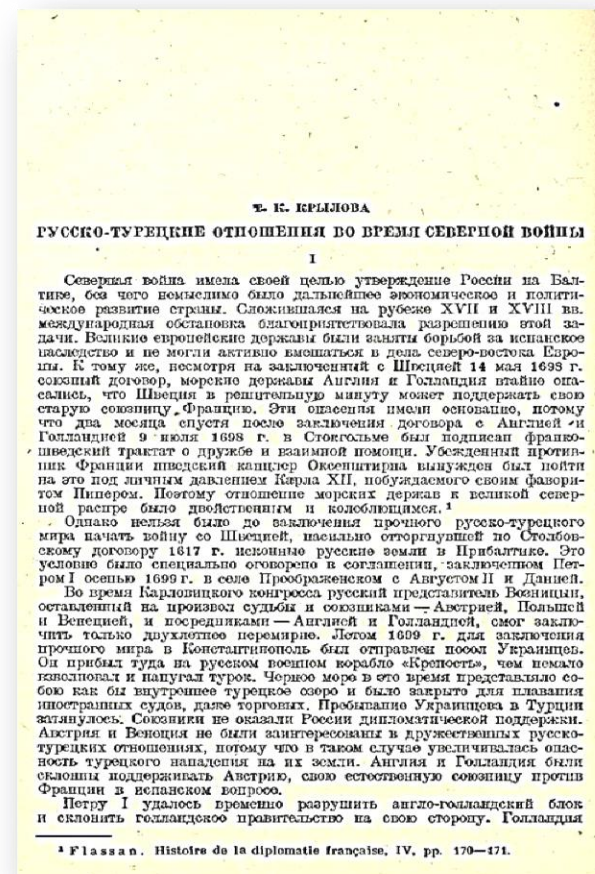 Т. К. КРЫЛОВА
РУССКО-ТУРЕЦКИЕ ОТНОШЕНИЯ ВО ВРЕМЯ СЕВЕРНОЙ ВОЙНЫ
I
Северная война имела своей целью утверждение России на Бал-
тике, без чего немыслимо было дальнейшее экономическое и полити-
ческое развитие страны. Сложившаяся на рубеже XVII и XVIII вв.
международная обстановка благоприятствовала разрешению этой за-
дачи. Великие европейские державы были заняты борьбой за испанское
наследство и не могли активно вмешаться в дела северо-востока Евро-
пы. К тому же, несмотря на заключенный с Швецией 14 мая 1698 г.
союзный договор, морские державы Англия и Голландия втайне опа-
сались, что Швеция в решительную минуту может поддержать свою
старую союзницу Францию. Эти опасения имели основание, потому
что два месяца спустя после заключения договора с Англией и
Голландией 9 июля 1698 г. в Стокгольме был подписан франко-
шведский трактат о дружбе и взаимной помощи. Убежденный против-
ник Франции шведский канцлер Оксенштирна вынужден был пойти
на это под личным давлением Карла XII, побуждаемого своим фавори-
том Пипером. Поэтому отношение морских держав к великой север-
ной распре было двойственным и колеблющимся. ¹
Однако нельзя было до заключения прочного русско-турецкого
мира начать войну со Швецией, насильно отторгнувшей по Столбов-
скому договору 1617 г. исконные русские земли в Прибалтике. Это
условие было специально оговорено в соглашении, заключенном Пет-
ром I осенью 1699 г. в селе Преображенском с Августом II и Данией.
Во время Карловицкого конгресса русский представитель Возницын,
оставленный на произвол судьбы и союзниками — Австрией, Польшей
и Венецией, и посредниками — Англией и Голландией, смог заклю-
чить только двухлетнее перемирие. Летом 1699 г. для заключения
прочного мира в Константинополь был отправлен посол Украинцев.
Он прибыл туда на русском военном корабле «Крепость», чем немало
взволновал и напугал турок. Черное море в это время представляло со-
бою как бы внутреннее турецкое озеро и было закрыто для плавания
иностранных судов, даже торговых. Пребывание Украинцева в Турции
затянулось. Союзники не оказали России дипломатической поддержки.
Австрия и Венеция не были заинтересованы в дружественных русско-
турецких отношениях, потому что в таком случае увеличивалась опас-
ность турецкого нападения на их земли. Англия и Голландия были
склонны поддерживать Австрию, свою естественную союзницу против
Франции в испанском вопросе.
Петру I удалось временно разрушить англо-голландский блок
и склонить голландское правительство на свою сторону. Голландия
¹ Flassan. Histoire de la diplomatie française, IV, pp. 170—171.